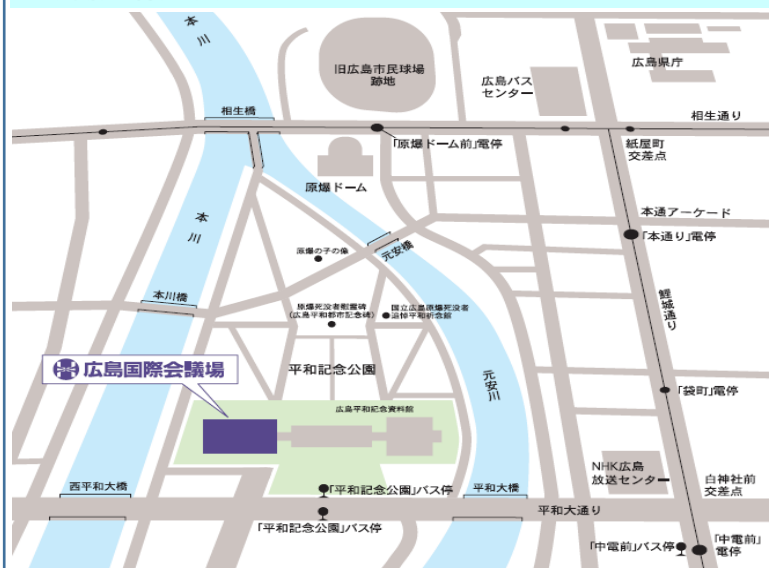 本川
旧広島市民球場
跡地
広島バス
センター
広島県庁
相生橋
相生通り
「原爆ドーム前」電停
紙屋町
交差点
原爆ドーム
本川
本通アーケード
元安橋
「本通り」電停
原爆の子の像
本川橋
原爆死没者慰霊碑
(広島平和都市記念碑)
国立広島原爆死没者
追悼平和祈念館
鯉城通り
広島国際会議場
平和記念公園
元安川
「袋町」電停
広島平和記念資料館
NHK広島
放送センター
白神社前
交差点
西平和大橋
「平和記念公園」バス停
平和大橋
平和大通り
「平和記念公園」バス停
「中電前」バス停
「中電前」
電停